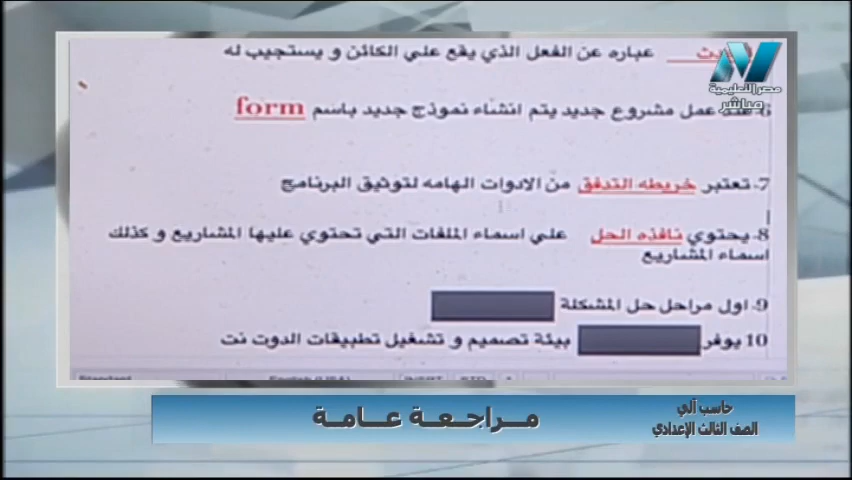 عباره عن الفعل الذي يقع علي الكائن و يستجيب له
مصر التعليمية
مباشر
عمل مشروع جديد يتم انشاء نموذج جديد باسم form
7-تعتبر خريطه التدفق من الادوات الهامه لتوثيق البرنامج
8-يحتوي نافذه الحل علي اسماء الملفات التي تحتوي عليها المشاريع و كذلك
اسماء المشاريع
9-اول مراحل حل المشكلة
10 يوفر بيئة تصميم و تشغيل تطبيقات الدوت نت
حاسب آلي
الصف الثالث الإعدادي
مراجعة عامة